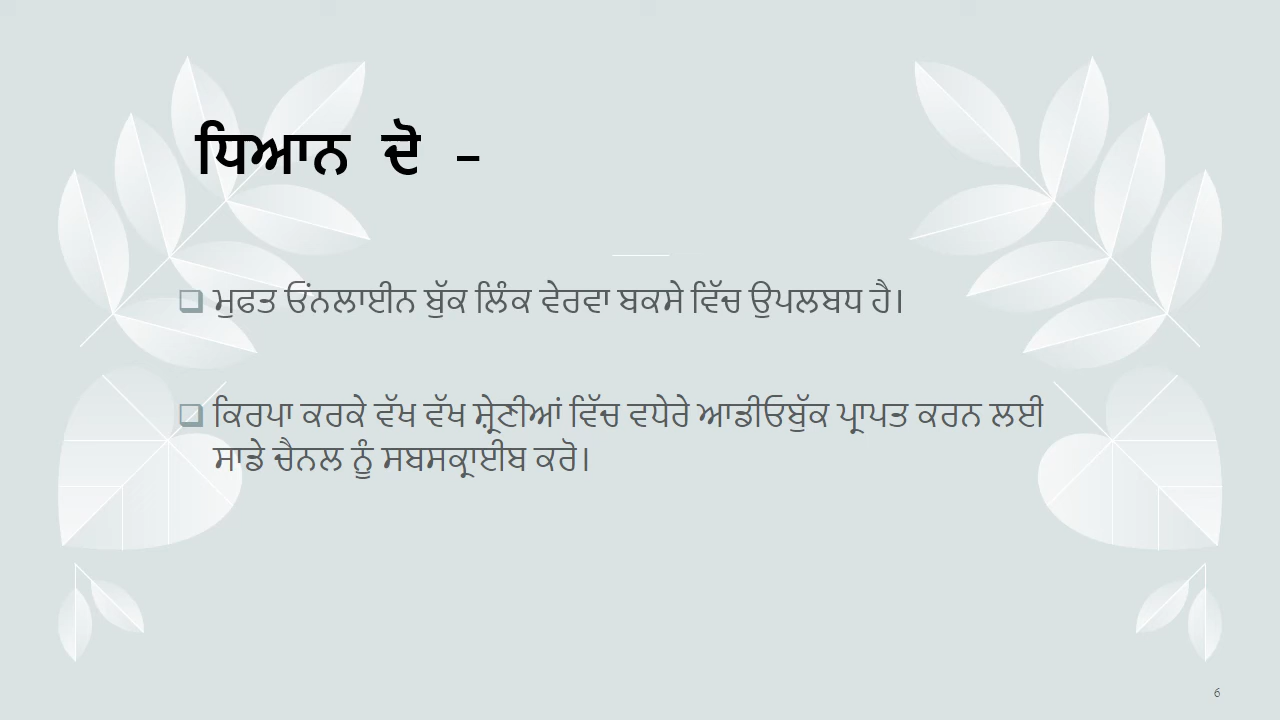 ਧਿਆਨ ਦੋ –
ਮੁਫਤ ਓਂਨਲਾਈਨ ਬੁੱਕ ਲਿੰਕ ਵੇਰਵਾ ਬਕਸੇ ਵਿੱਚ ਉਪਲਬਧ ਹੈ।
ਕਿਰਪਾ ਕਰਕੇ ਵੱਖ ਵੱਖ ਸ਼੍ਰੇਣੀਆਂ ਵਿੱਚ ਵਧੇਰੇ ਆਡੀਓਬੁੱਕ ਪ੍ਰਾਪਤ ਕਰਨ ਲਈ
ਸਾਡੇ ਚੈਨਲ ਨੂੰ ਸਬਸਕ੍ਰਾਈਬ ਕਰੋ।
6